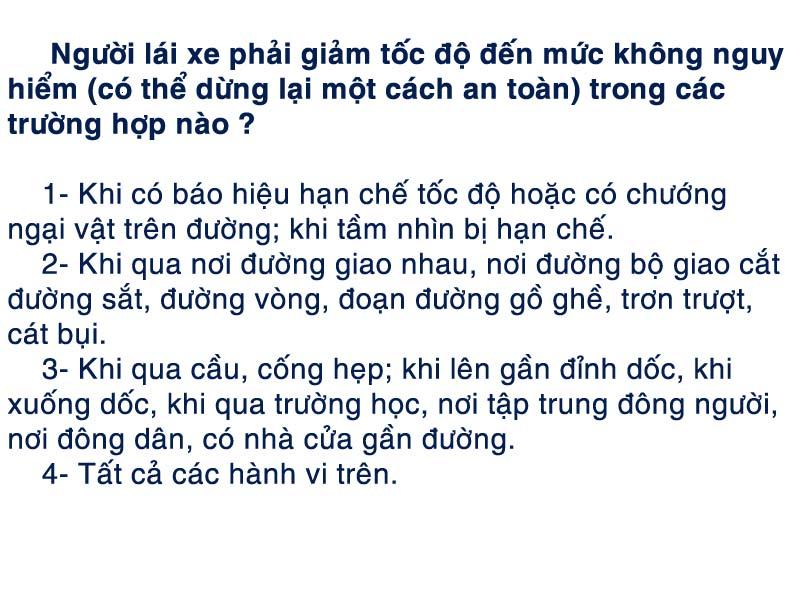 Người lái xe phải giảm tốc độ đến mức không nguy
hiểm (có thể dừng lại một cách an toàn) trong các
trường hợp nào ?
1- Khi có báo hiệu hạn chế tốc độ hoặc có chướng
ngại vật trên đường; khi tầm nhìn bị hạn chế.
2- Khi qua nơi đường giao nhau, nơi đường bộ giao cắt
đường sắt, đường vòng, đoạn đường gồ ghề, trơn trượt,
cát bụi.
3- Khi qua cầu, cống hẹp; khi lên gần đỉnh dốc, khi
xuống dốc, khi qua trường học, nơi tập trung đông người,
nơi đông dân, có nhà cửa gần đường.
4- Tất cả các hành vi trên.